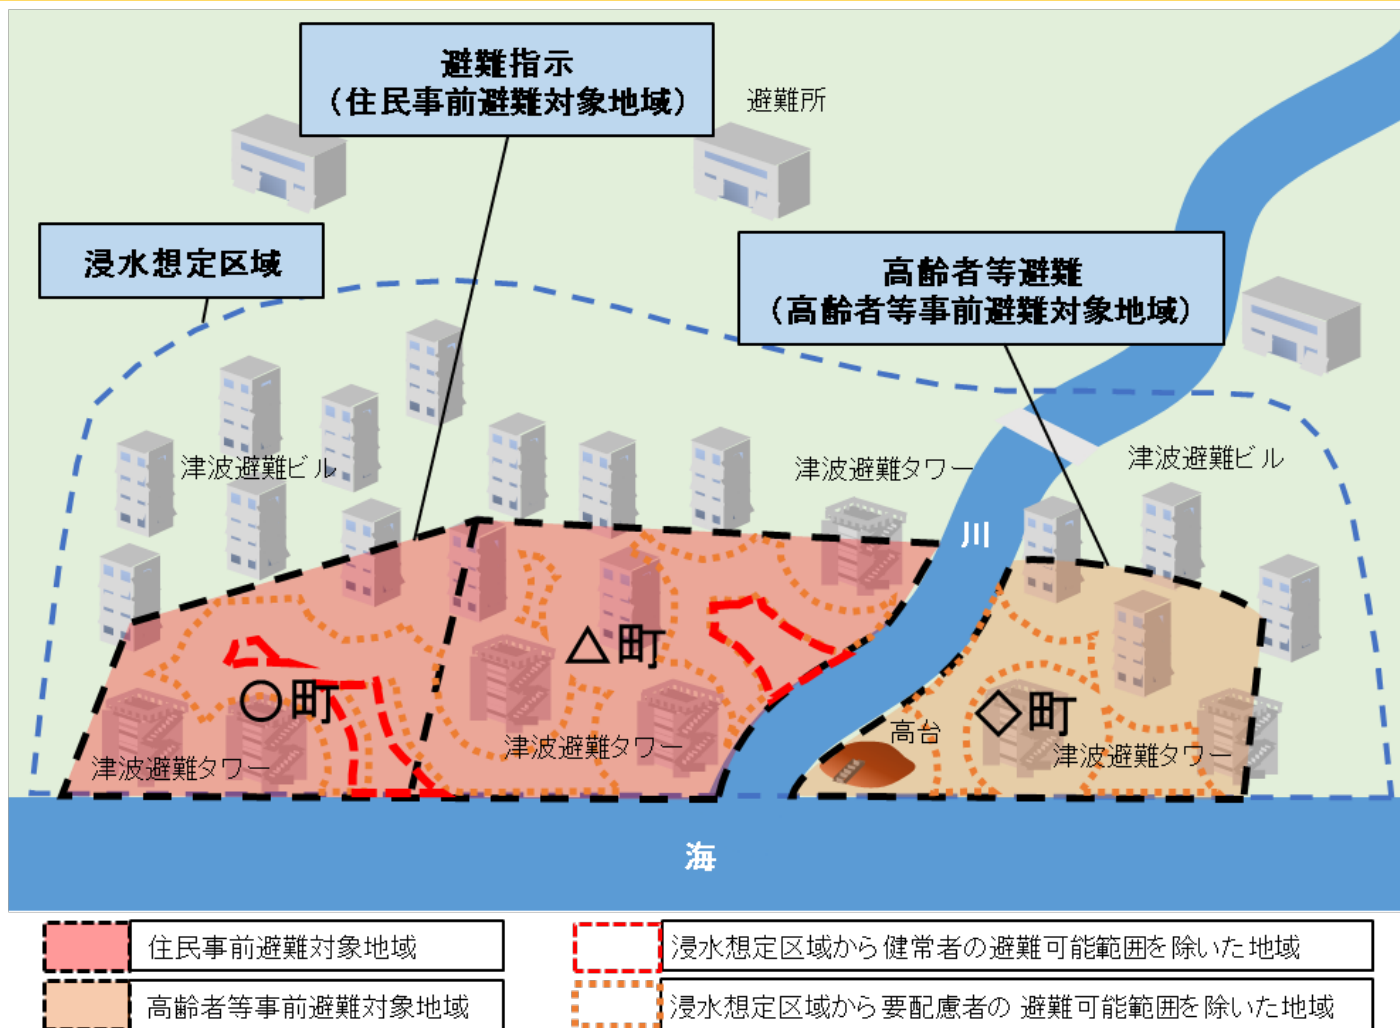 避難指示
（住民事前避難対象地域）
避難所
浸水想定区域
高齢者等避難
（高齢者等事前避難対象地域）
津波避難ビル
津波避難タワー
津波避難ビル
川
△町
○町
◇町
高台
津波避難タワー
津波避難タワー
津波避難タワー
海
住民事前避難対象地域
浸水想定区域から健常者の避難可能範囲を除いた地域
高齢者等事前避難対象地域
浸水想定区域から要配慮者の 避難可能範囲を除いた地域